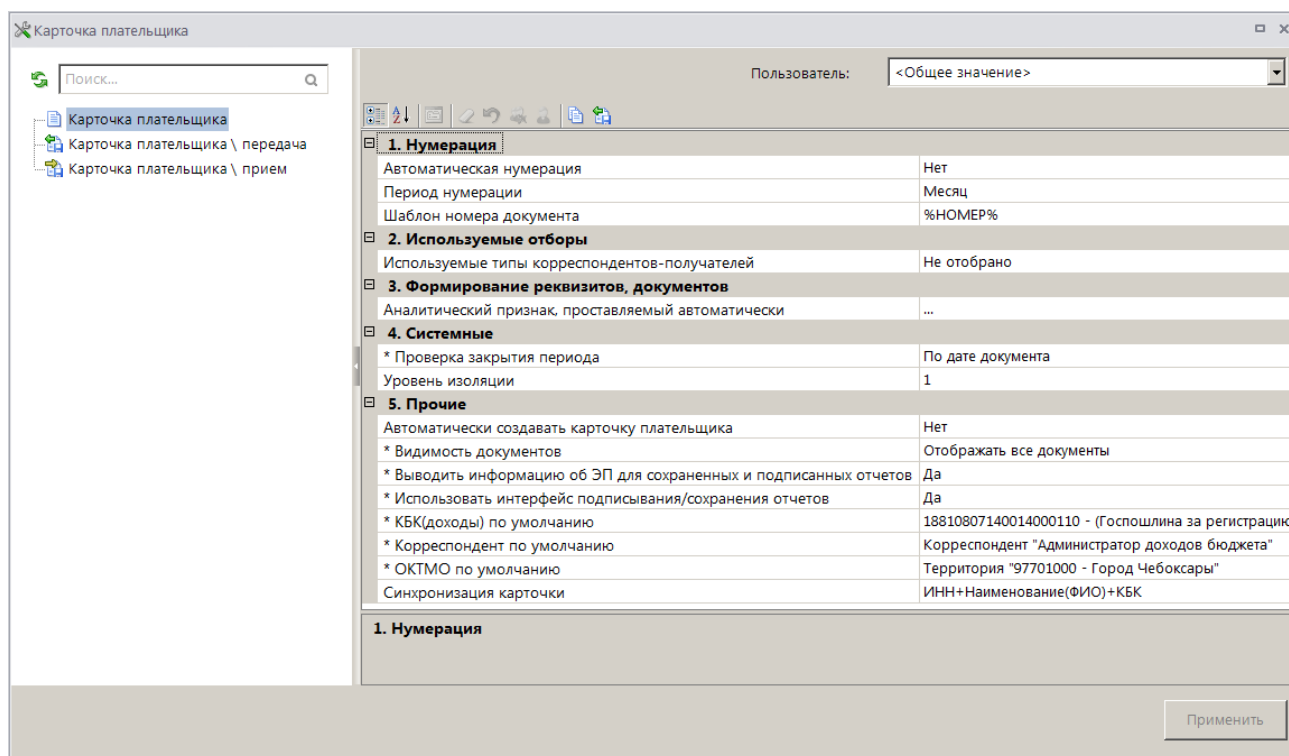 Карточка плательщика
Поиск...
Пользователь: <Общее значение>
Карточка плательщика
Карточка плательщика \ передача
Карточка плательщика \ прием
1. Нумерация
Автоматическая нумерация Нет
Период нумерации Месяц
Шаблон номера документа %НОМЕР%
2. Используемые отборы
Используемые типы корреспондентов-получателей Не отобрано
3. Формирование реквизитов, документов
Аналитический признак, проставляемый автоматически ...
4. Системные
* Проверка закрытия периода По дате документа
Уровень изоляции 1
5. Прочие
Автоматически создавать карточку плательщика Нет
* Видимость документов Отображать все документы
* Выводить информацию об ЭП для сохраненных и подписанных отчетов Да
* Использовать интерфейс подписывания/сохранения отчетов Да
* КБК(доходы) по умолчанию 18810807140014000110 - (Госпошлина за регистрацию
* Корреспондент по умолчанию Корреспондент "Администратор доходов бюджета"
* ОКТМО по умолчанию Территория "97701000 - Город Чебоксары"
Синхронизация карточки ИНН+Наименование(ФИО)+КБК
1. Нумерация
Применить